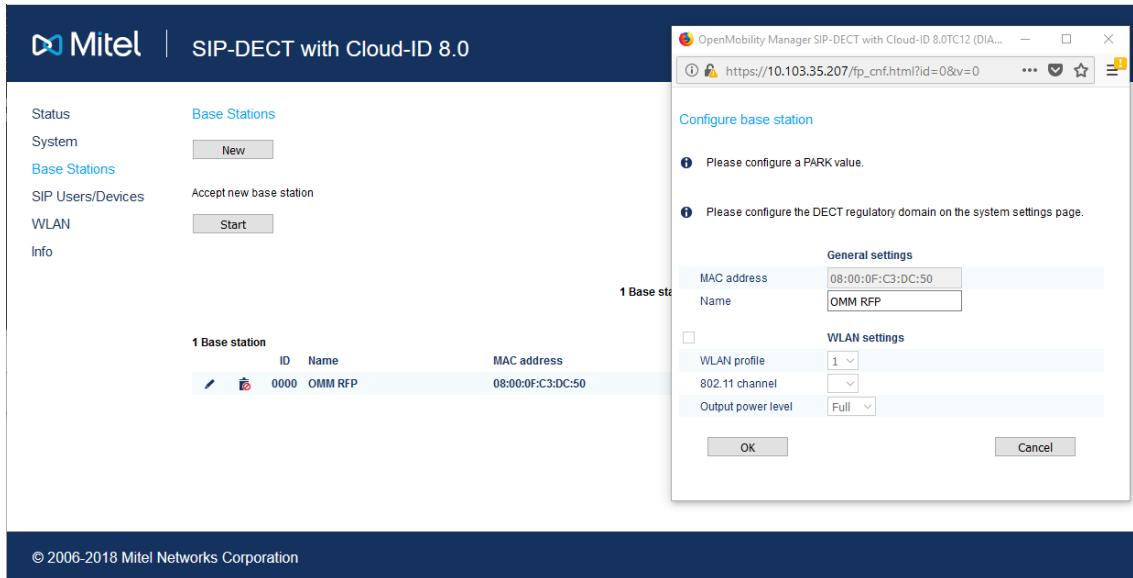 Mitel
SIP-DECT with Cloud-ID 8.0
Status
System
Base Stations
SIP Users/Devices
WLAN
Info
Base Stations
New
Accept new base station
Start
1 Base sta
1 Base station
ID Name MAC address
0000 OMM RFP 08:00:0F:C3:DC:50
OpenMobility Manager SIP-DECT with Cloud-ID 8.0TC12 (DIA...
https://10.103.35.207/fp_cnf.html?id=0&v=0
Configure base station
Please configure a PARK value.
Please configure the DECT regulatory domain on the system settings page.
General settings
MAC address 08:00:0F:C3:DC:50
Name OMM RFP
WLAN settings
WLAN profile 1
802.11 channel
Output power level Full
OK Cancel
© 2006-2018 Mitel Networks Corporation